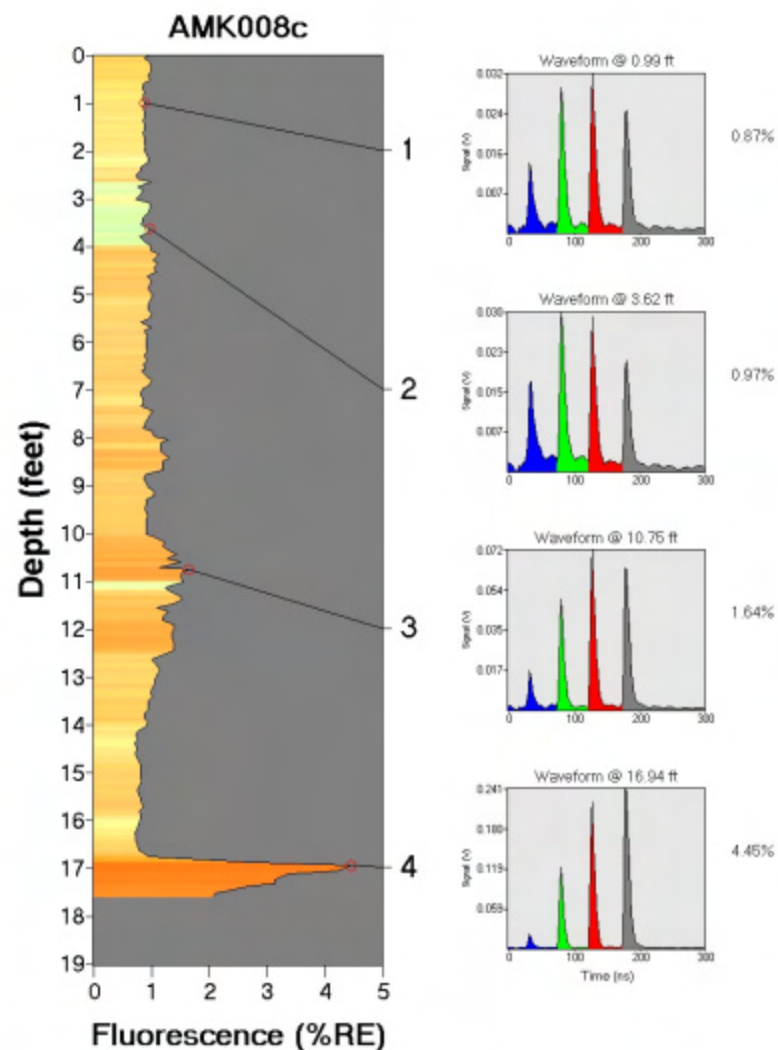 AMK008c
0
1
2
3
4
5
6
7
8
9
10
11
12
13
14
15
16
17
18
19
Depth (feet)
0 1 2 3 4 5
Fluorescence (%RE)
1
2
3
4
Waveform @ 0.99 ft
0.032
0.024
0.016
0.007
Signal (V)
0 100 200 300
0.87%
Waveform @ 3.62 ft
0.030
0.023
0.015
0.007
Signal (V)
0 100 200 300
0.97%
Waveform @ 10.75 ft
0.072
0.054
0.035
0.017
Signal (V)
0 100 200 300
1.64%
Waveform @ 16.94 ft
0.241
0.180
0.119
0.059
Signal (V)
0 100 200 300
Time (ns)
4.45%